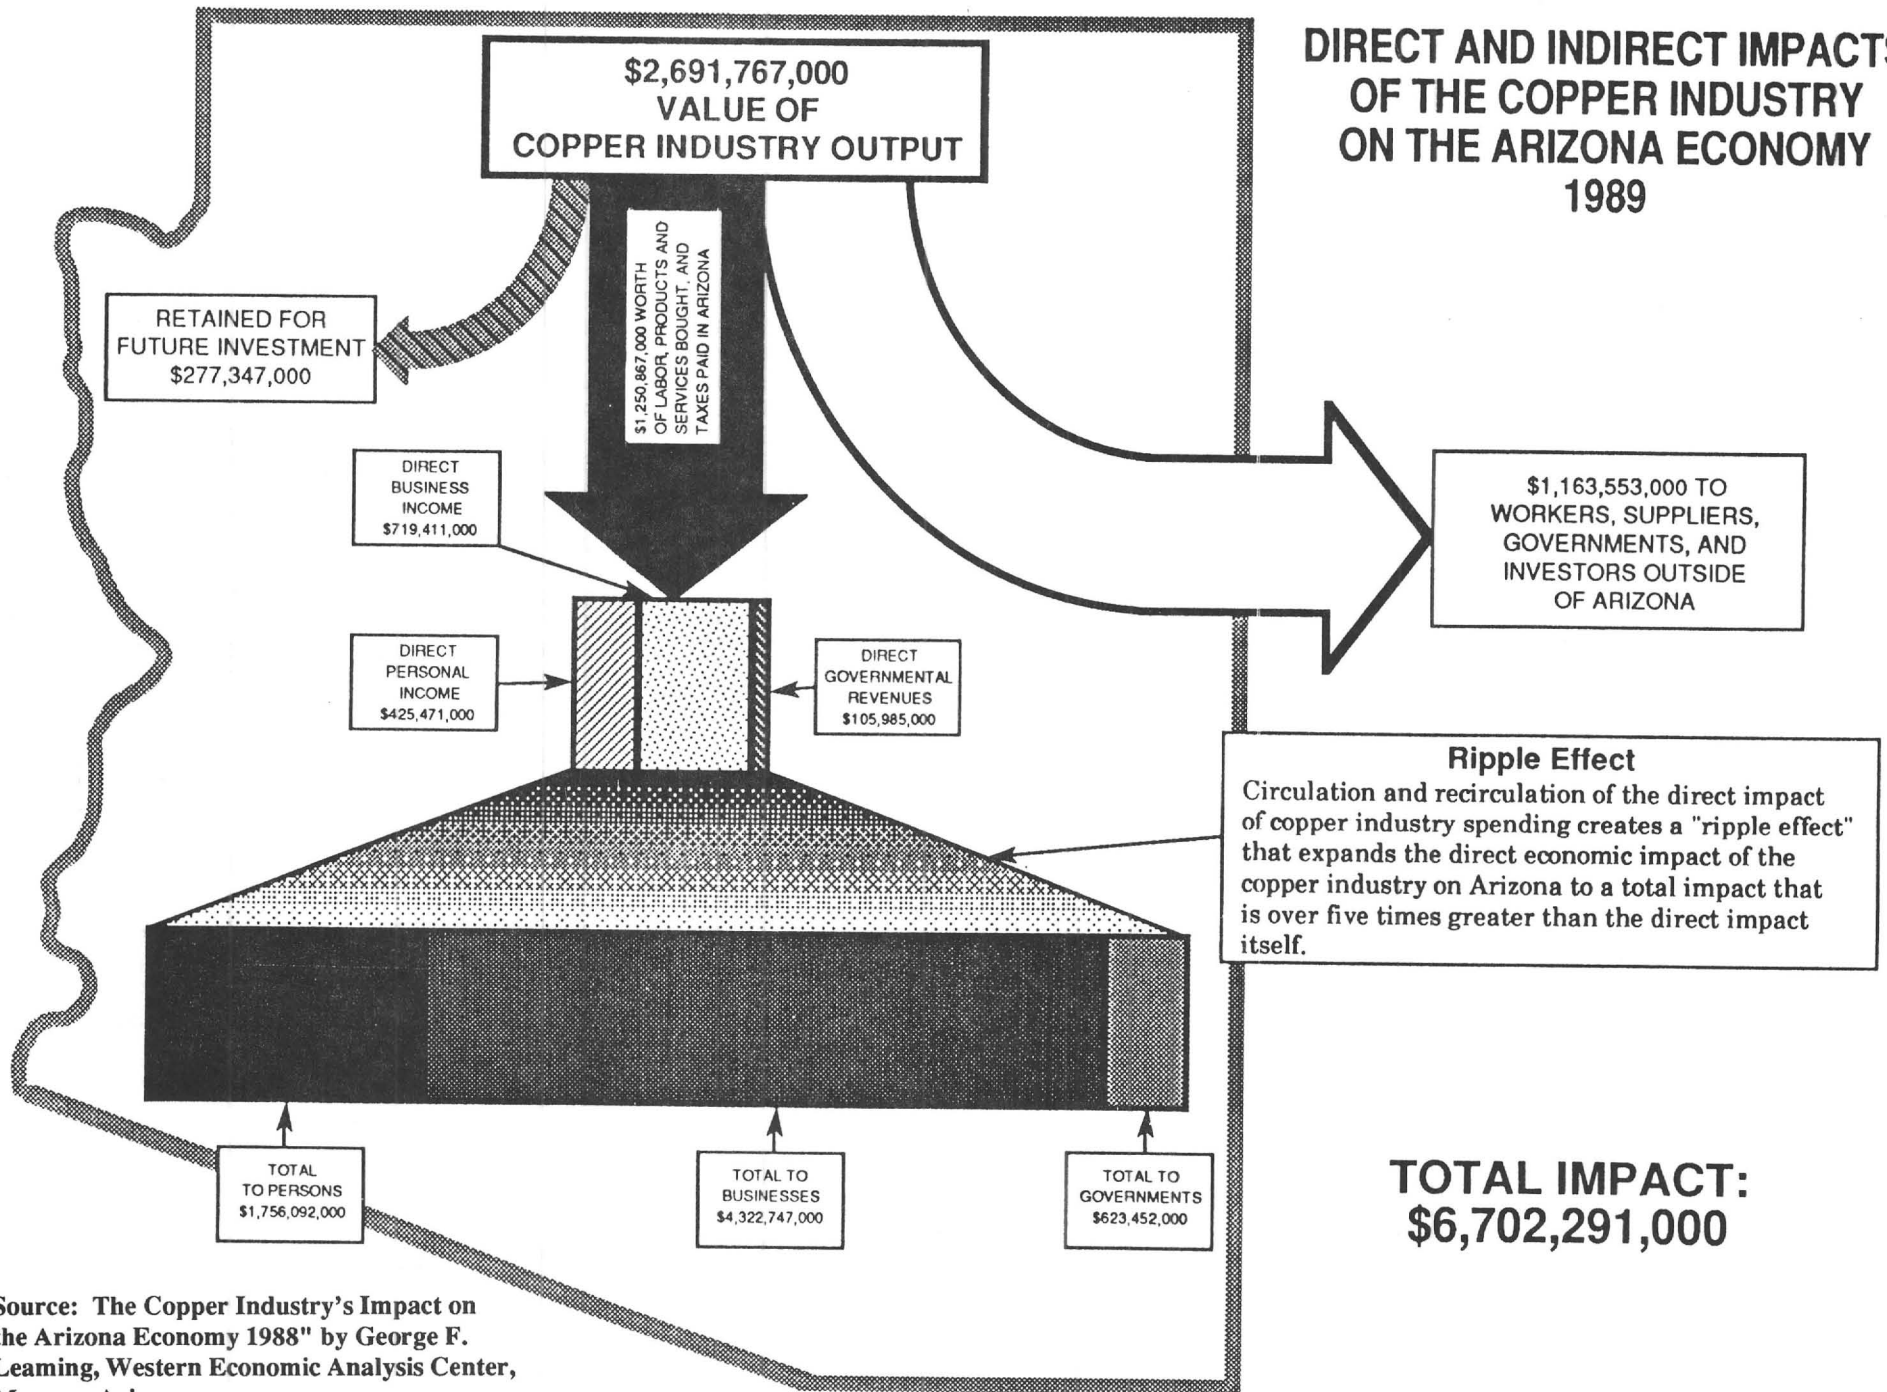 DIRECT AND INDIRECT IMPACTS
OF THE COPPER INDUSTRY
ON THE ARIZONA ECONOMY
1989
$2,691,767,000
VALUE OF
COPPER INDUSTRY OUTPUT
$1,250,867,000 WORTH
OF LABOR, PRODUCTS AND
SERVICES BOUGHT, AND
TAXES PAID IN ARIZONA
RETAINED FOR
FUTURE INVESTMENT
$277,347,000
DIRECT
BUSINESS
INCOME
$719,411,000
$1,163,553,000 TO
WORKERS, SUPPLIERS,
GOVERNMENTS, AND
INVESTORS OUTSIDE
OF ARIZONA
DIRECT
PERSONAL
INCOME
$425,471,000
DIRECT
GOVERNMENTAL
REVENUES
$105,985,000
Ripple Effect
Circulation and recirculation of the direct impact
of copper industry spending creates a "ripple effect"
that expands the direct economic impact of the
copper industry on Arizona to a total impact that
is over five times greater than the direct impact
itself.
TOTAL
TO PERSONS
$1,756,092,000
TOTAL TO
BUSINESSES
$4,322,747,000
TOTAL TO
GOVERNMENTS
$623,452,000
TOTAL IMPACT:
$6,702,291,000
Source: The Copper Industry's Impact on
the Arizona Economy 1988" by George F.
Leaming, Western Economic Analysis Center,